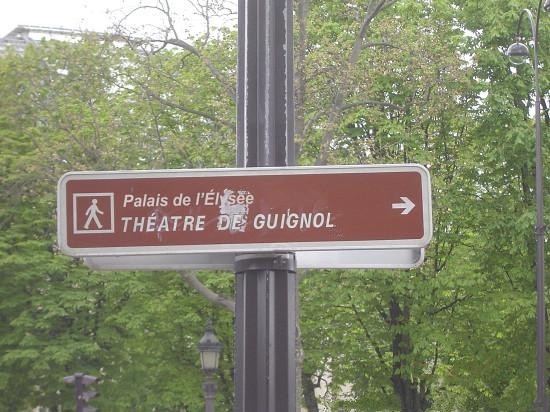 Palais de l'Élysée
THÉATRE DE GUIGNOL